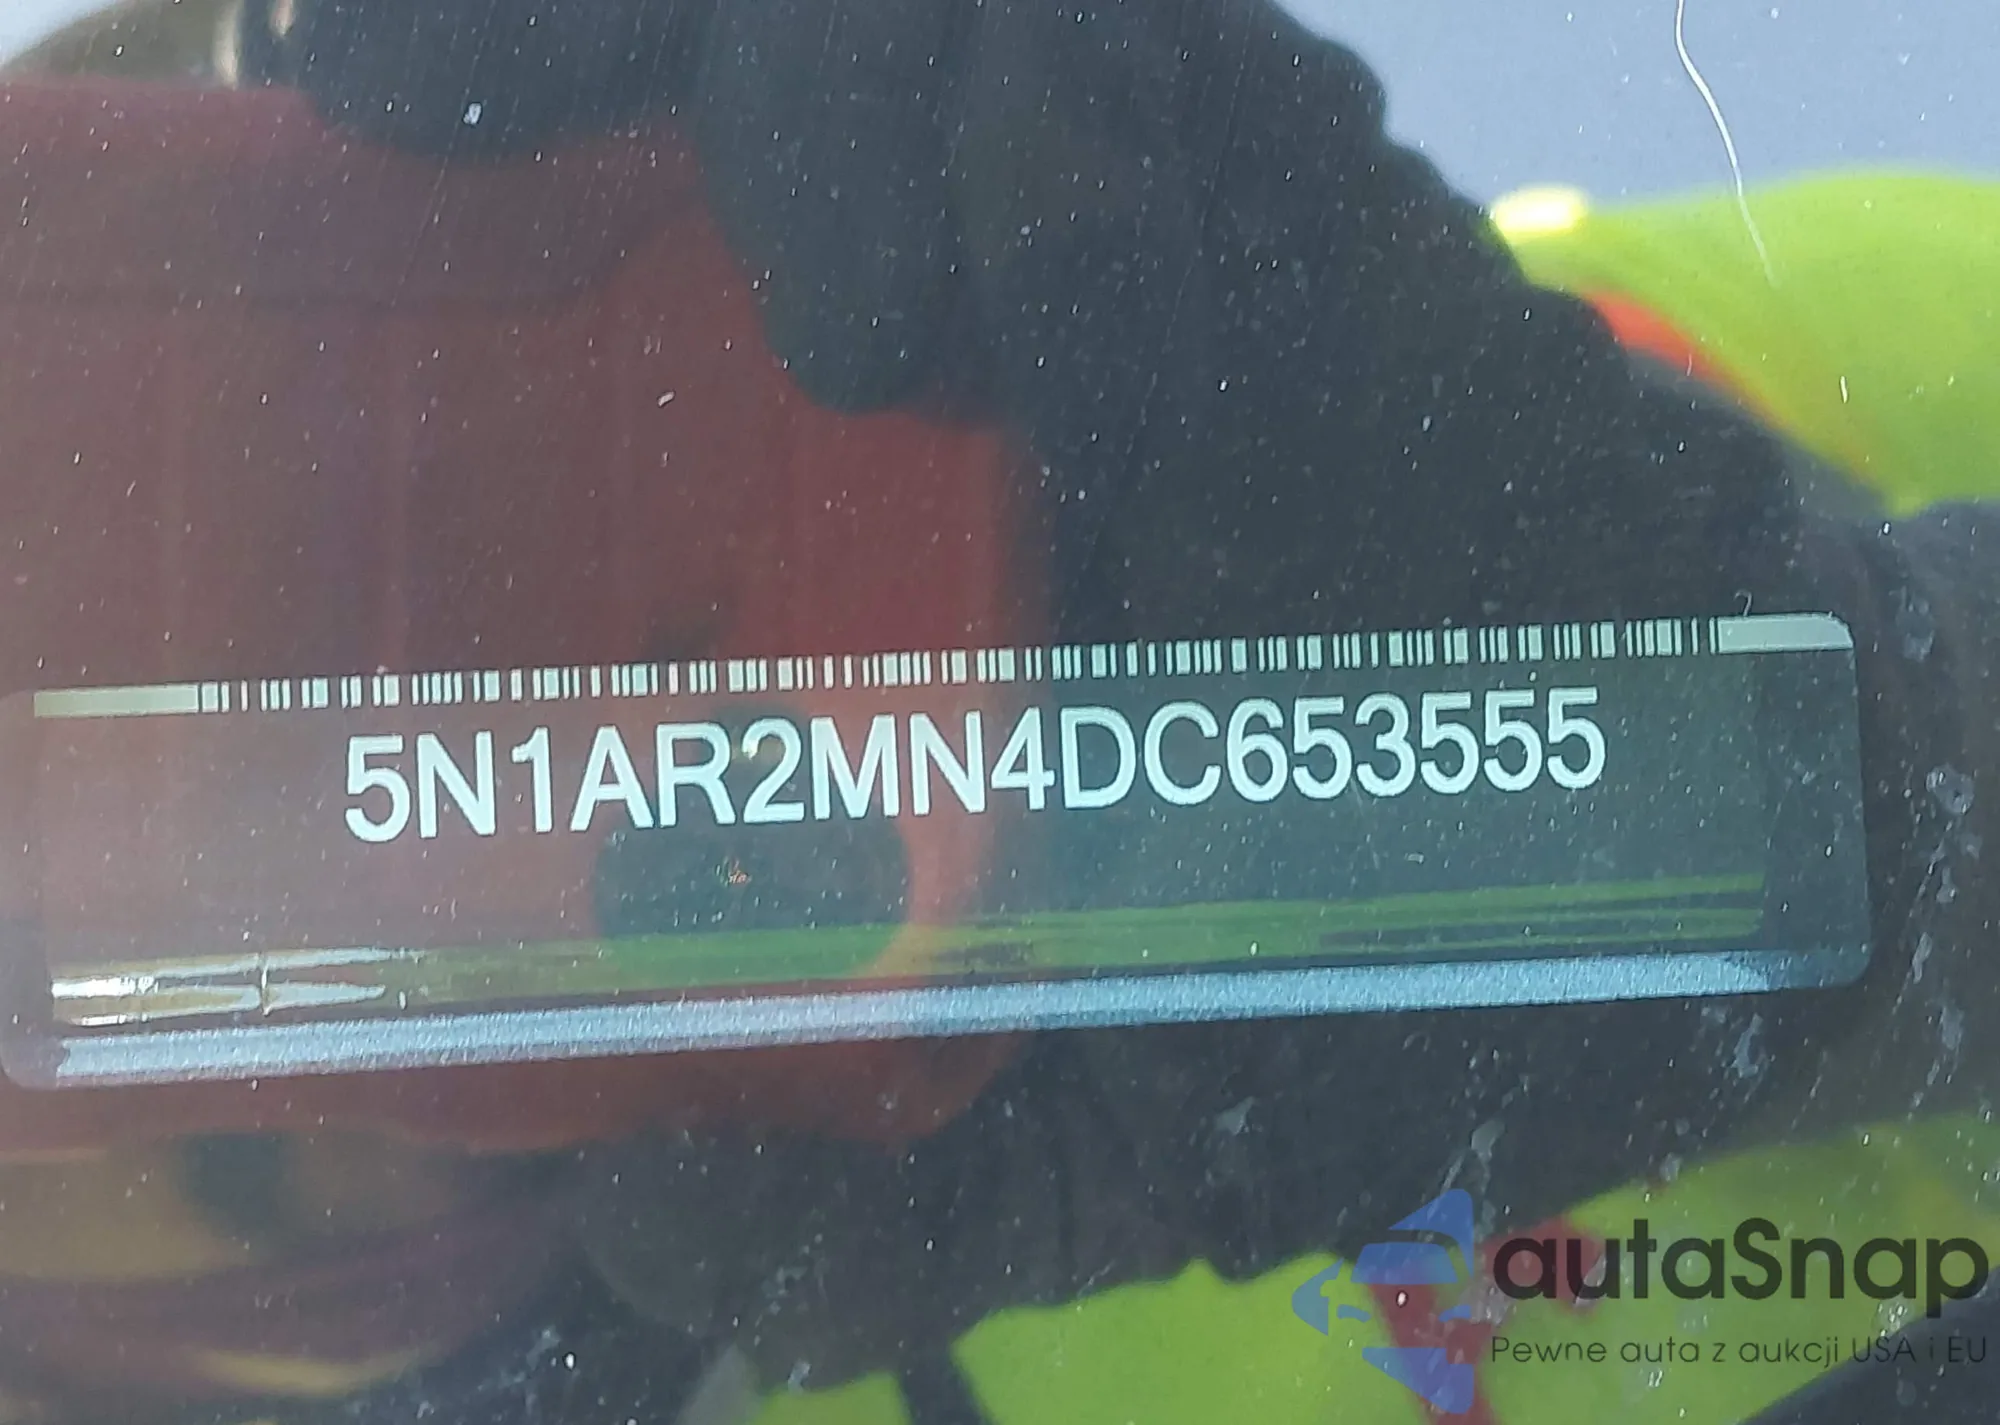 5N1AR2MN4DC653555
autaSnap
Pewne auta z aukcji USA i EU